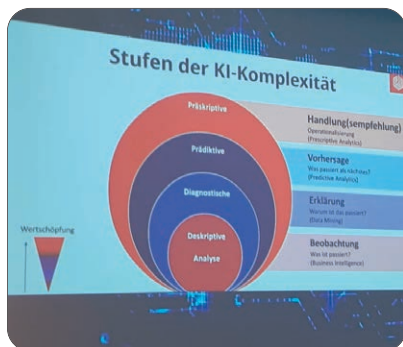 Stufen der KI-Komplexität
Präskriptive
Prädiktive
Diagnostische
Deskriptive
Analyse
Handlung(sempfehlung)
Operationalisierung
(Prescriptive Analytics)
Vorhersage
Was passiert als nächstes?
(Predictive Analytics)
Erklärung
Warum ist das passiert?
(Data Mining)
Beobachtung
Was ist passiert?
(Business Intelligence)
Wertschöpfung